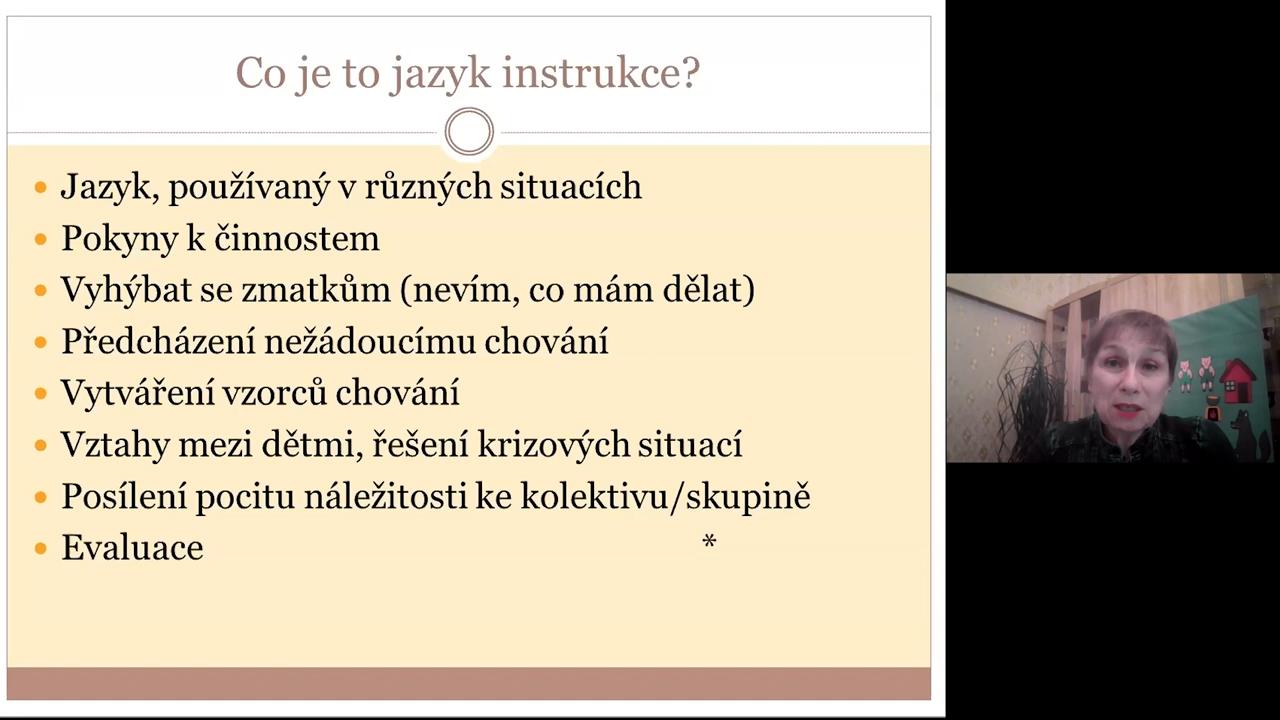 Co je to jazyk instrukce?
Jazyk, používaný v různých situacích
Pokyny k činnostem
Vyhýbat se zmatkům (nevím, co mám dělat)
Předcházení nežádoucímu chování
Vytváření vzorců chování
Vztahy mezi dětmi, řešení krizových situací
Posílení pocitu náležitosti ke kolektivu/skupině
Evaluace *